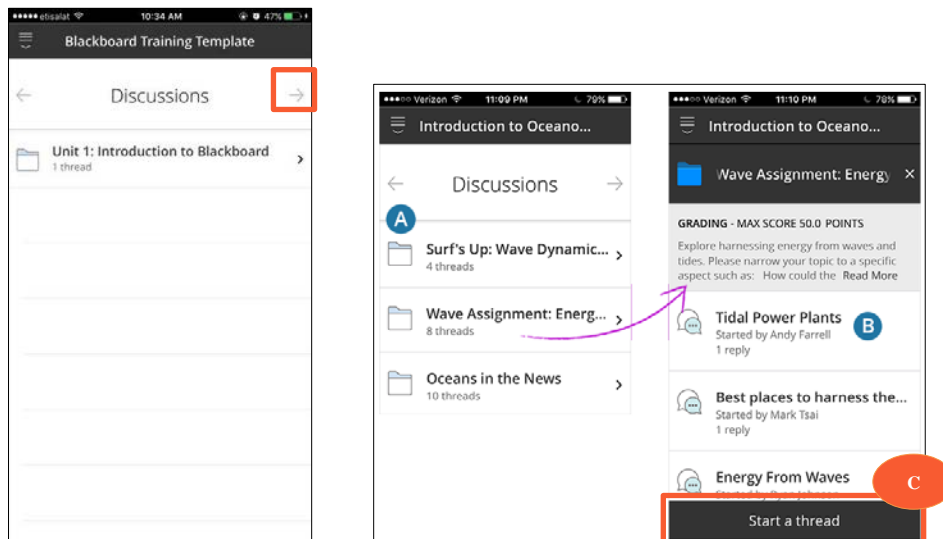 etisalat 10:34 AM 47%
Blackboard Training Template
Discussions
Unit 1: Introduction to Blackboard
1 thread
Verizon 11:09 PM 79%
Introduction to Oceano...
Discussions
A
Surf's Up: Wave Dynamic...
4 threads
Wave Assignment: Energ...
8 threads
Oceans in the News
10 threads
Verizon 11:10 PM 78%
Introduction to Oceano...
Wave Assignment: Energy
GRADING - MAX SCORE 50.0 POINTS
Explore harnessing energy from waves and
tides. Please narrow your topic to a specific
aspect such as: How could the Read More
Tidal Power Plants
B
Started by Andy Farrell
1 reply
Best places to harness the...
Started by Mark Tsai
1 reply
Energy From Waves
C
Start a thread